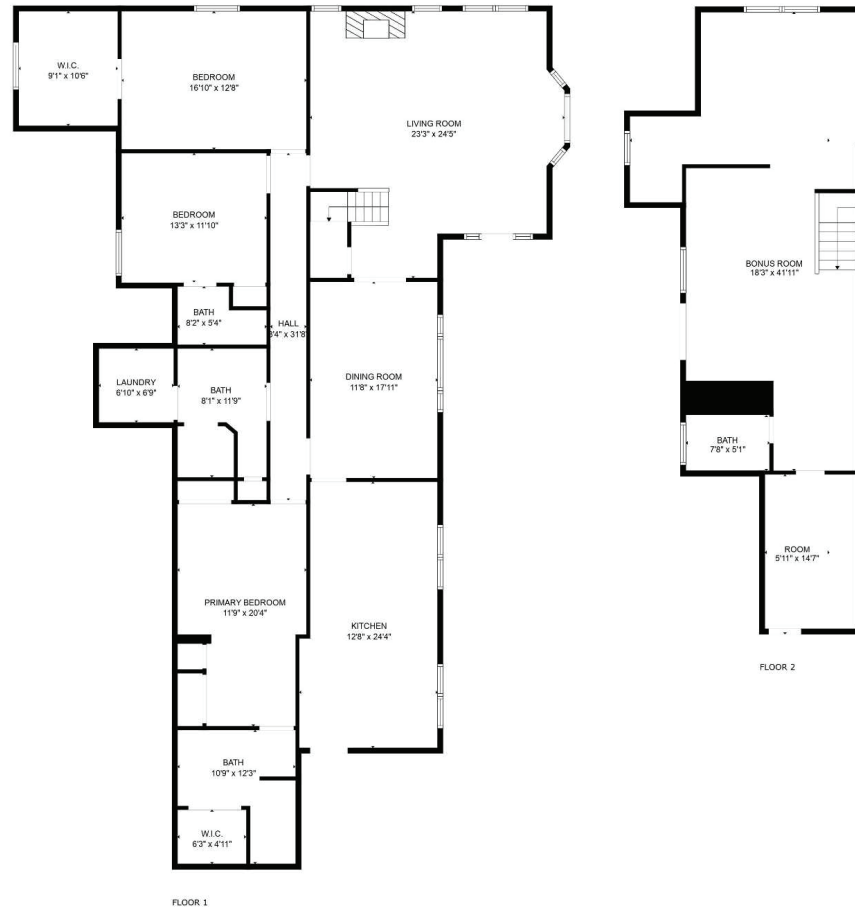 W.I.C.
9'1" x 10'6"
BEDROOM
16'10" x 12'8"
LIVING ROOM
23'3" x 24'5"
BEDROOM
13'3" x 11'10"
BATH
8'2" x 5'4"
HALL
3'4" x 31'8"
LAUNDRY
6'10" x 6'9"
BATH
8'1" x 11'9"
DINING ROOM
11'8" x 17'11"
PRIMARY BEDROOM
11'9" x 20'4"
KITCHEN
12'8" x 24'4"
BATH
10'9" x 12'3"
W.I.C.
6'3" x 4'11"
FLOOR 1
BONUS ROOM
18'3" x 41'11"
BATH
7'8" x 5'1"
ROOM
5'11" x 14'7"
FLOOR 2